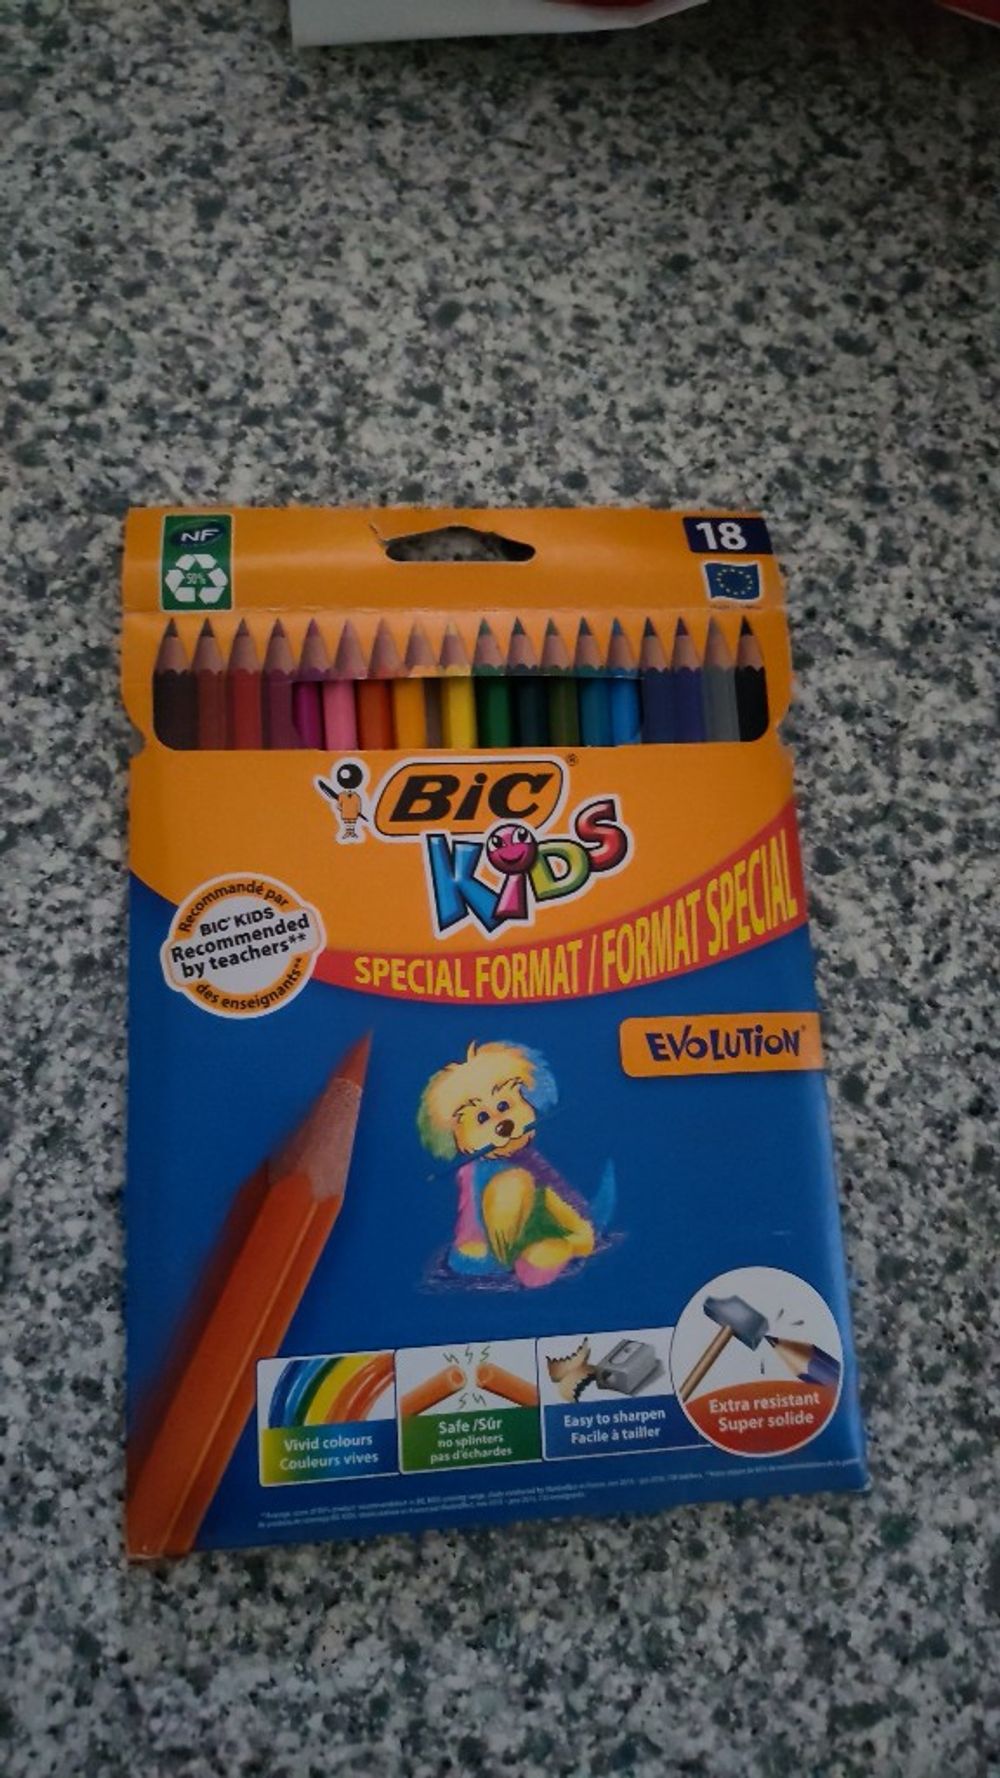 NF
50%
18
BiC®
KiDS
Recommandé par
BIC® KIDS
Recommended
by teachers**
des enseignants**
SPECIAL FORMAT / FORMAT SPECIAL
EVOLUTION®
Vivid colours
Couleurs vives
Safe /Sûr
no splinters
pas d'échardes
Easy to sharpen
Facile à tailler
Extra resistant
Super solide